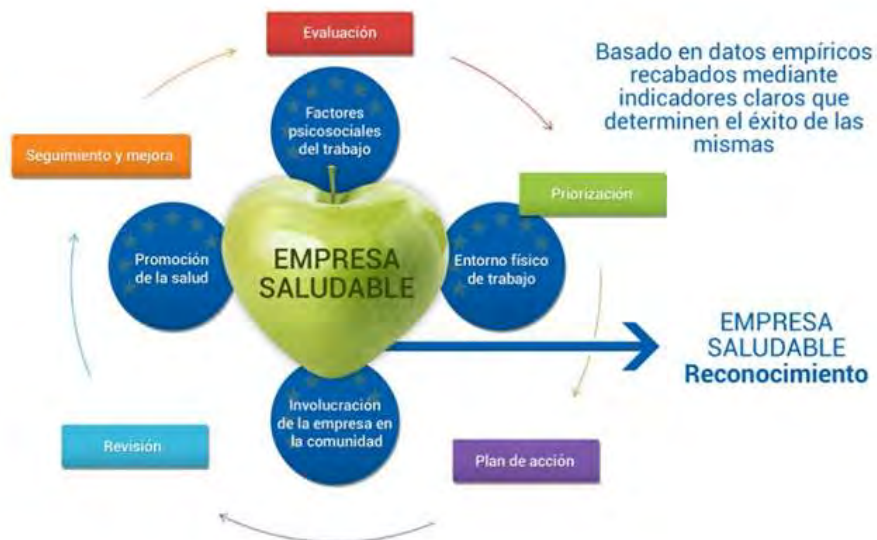 Evaluación
Basado en datos empíricos
recabados mediante
indicadores claros que
determinen el éxito de las
mismas
Factores
psicosociales
del trabajo
Seguimiento y mejora
Priorización
Promoción
de la salud
EMPRESA
SALUDABLE
Entorno físico
de trabajo
EMPRESA
SALUDABLE
Reconocimiento
Involucración
de la empresa en
la comunidad
Revisión
Plan de acción